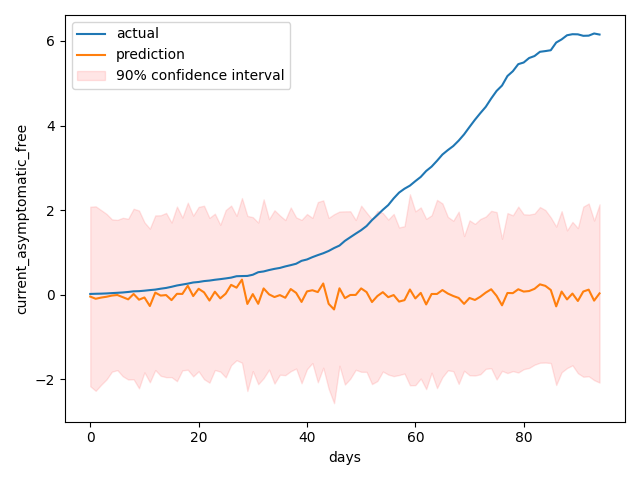 actual
prediction
90% confidence interval
6
4
2
0
−2
current_asymptomatic_free
0
20
40
60
80
days